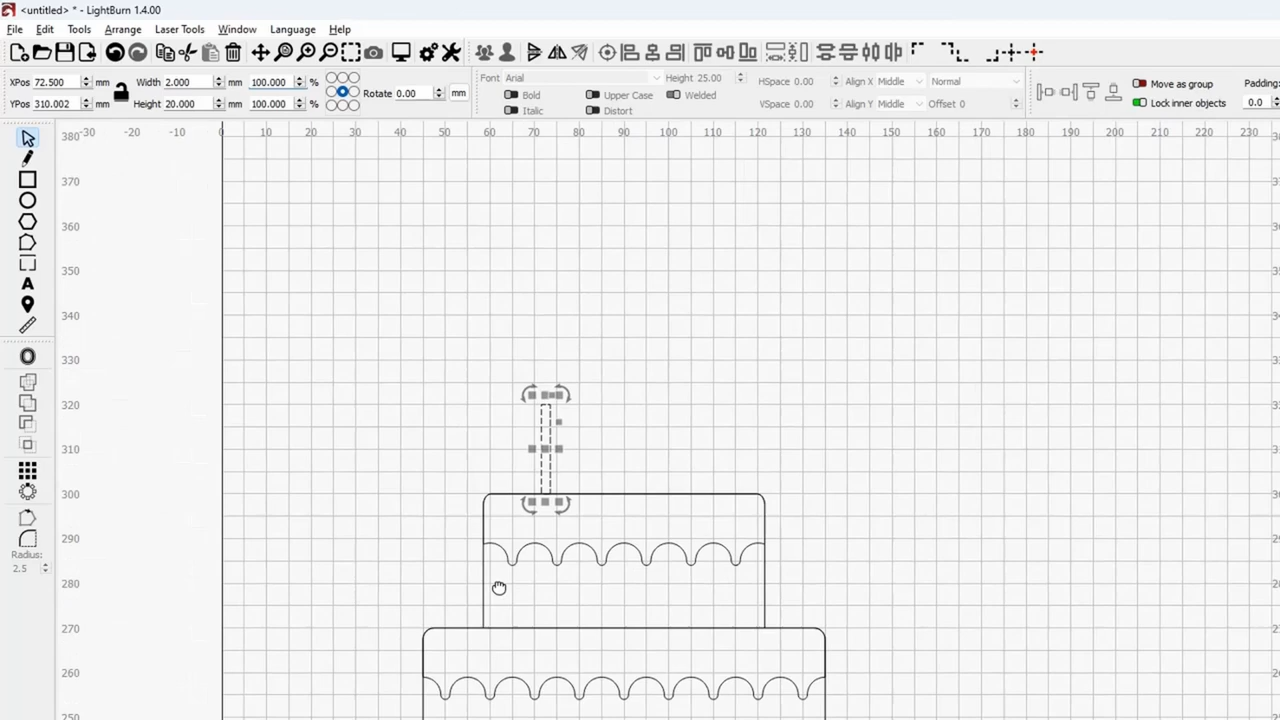 <untitled> * - LightBurn 1.4.00
File Edit Tools Arrange Laser Tools Window Language Help
XPos 72.500 mm Width 2.000 mm 100.000 %
YPos 310.002 mm Height 20.000 mm 100.000 %
Rotate 0.00 mm
Font Arial Height 25.00
Bold Upper Case Welded
Italic Distort
HSpace 0.00 Align X Middle Normal
VSpace 0.00 Align Y Middle Offset 0
Move as group Padding:
Lock inner objects 0.0
380 -30 -20 -10 0 10 20 30 40 50 60 70 80 90 100 110 120 130 140 150 160 170 180 190 200 210 220 230
370
360
350
340
330
320
310
300
290
280
270
260
250
A
Radius:
2.5